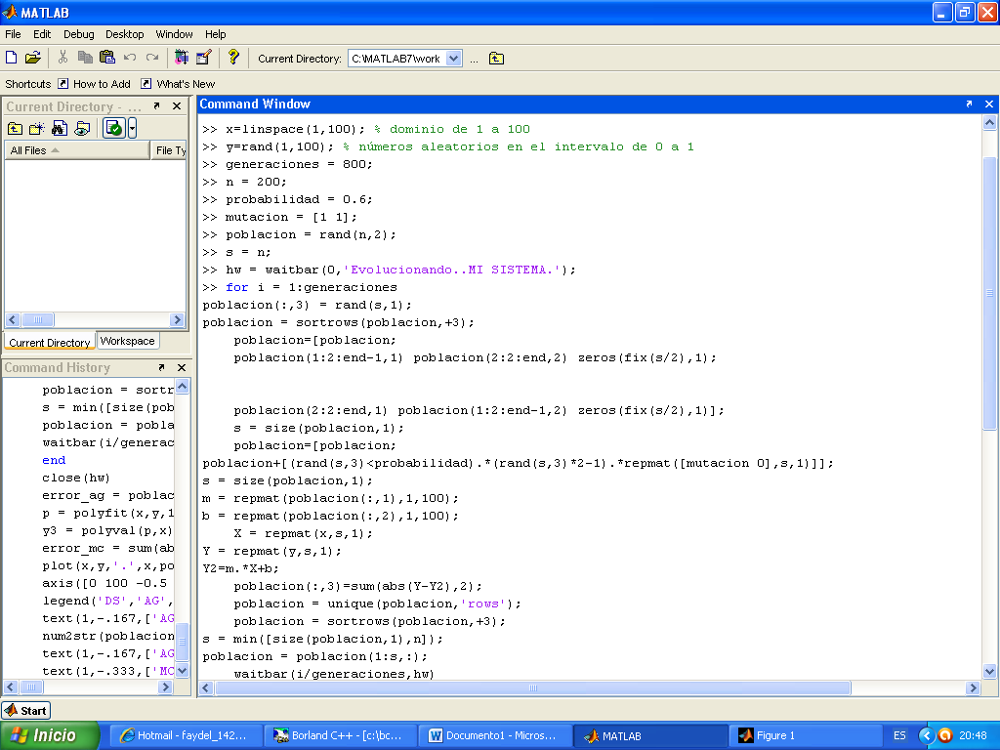 MATLAB
File Edit Debug Desktop Window Help
Current Directory: C:\MATLAB7\work ...
Shortcuts How to Add What's New
Current Directory - ...
All Files File Ty
Current Directory Workspace
Command History
poblacion = sortr
s = min([size(pob
poblacion = pobla
waitbar(i/generac
end
close(hw)
error_ag = poblac
p = polyfit(x,y,1
y3 = polyval(p,x)
error_mc = sum(ab
plot(x,y,'.',x,po
axis([0 100 -0.5
legend('DS','AG',
text(1,-.167,['AG
num2str(poblacion
text(1,-.167,['AG
text(1,-.333,['MC
Command Window
>> x=linspace(1,100); % dominio de 1 a 100
>> y=rand(1,100); % números aleatorios en el intervalo de 0 a 1
>> generaciones = 800;
>> n = 200;
>> probabilidad = 0.6;
>> mutacion = [1 1];
>> poblacion = rand(n,2);
>> s = n;
>> hw = waitbar(0,'Evolucionando..MI SISTEMA.');
>> for i = 1:generaciones
poblacion(:,3) = rand(s,1);
poblacion = sortrows(poblacion,+3);
poblacion=[poblacion;
poblacion(1:2:end-1,1) poblacion(2:2:end,2) zeros(fix(s/2),1);
poblacion(2:2:end,1) poblacion(1:2:end-1,2) zeros(fix(s/2),1)];
s = size(poblacion,1);
poblacion=[poblacion;
poblacion+[(rand(s,3)<probabilidad).*(rand(s,3)*2-1).*repmat([mutacion 0],s,1)]];
s = size(poblacion,1);
m = repmat(poblacion(:,1),1,100);
b = repmat(poblacion(:,2),1,100);
X = repmat(x,s,1);
Y = repmat(y,s,1);
Y2=m.*X+b;
poblacion(:,3)=sum(abs(Y-Y2),2);
poblacion = unique(poblacion,'rows');
poblacion = sortrows(poblacion,+3);
s = min([size(poblacion,1),n]);
poblacion = poblacion(1:s,:);
waitbar(i/generaciones,hw)
Start
Inicio Hotmail - faydel_142... Borland C++ - [c:\bc... Documento1 - Micros... MATLAB Figure 1 ES 20:48